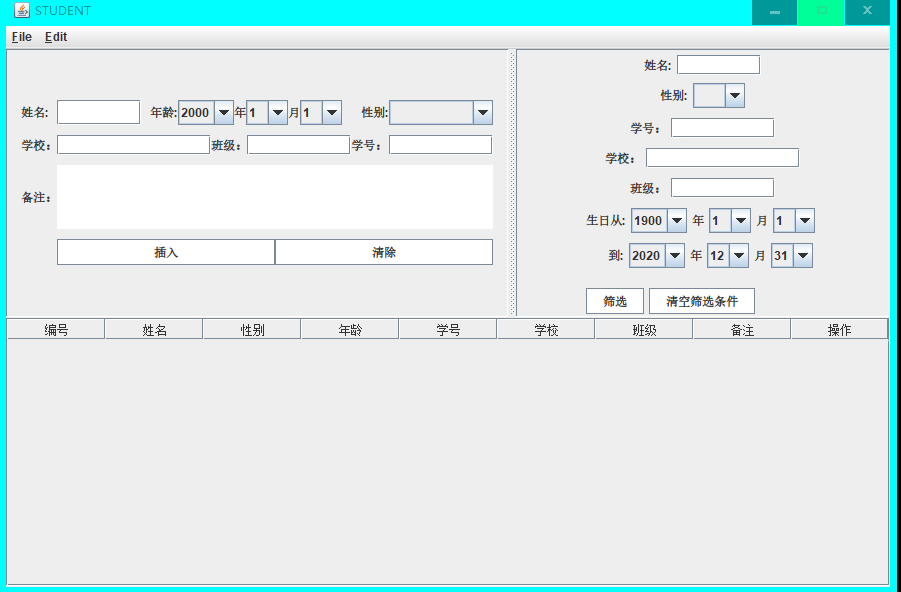 STUDENT
File Edit
姓名: 年龄: 2000 年 1 月 1 性别:
学校: 班级: 学号:
备注:
插入 清除
姓名:
性别:
学号:
学校:
班级:
生日从: 1900 年 1 月 1
到: 2020 年 12 月 31
筛选 清空筛选条件
编号 姓名 性别 年龄 学号 学校 班级 备注 操作